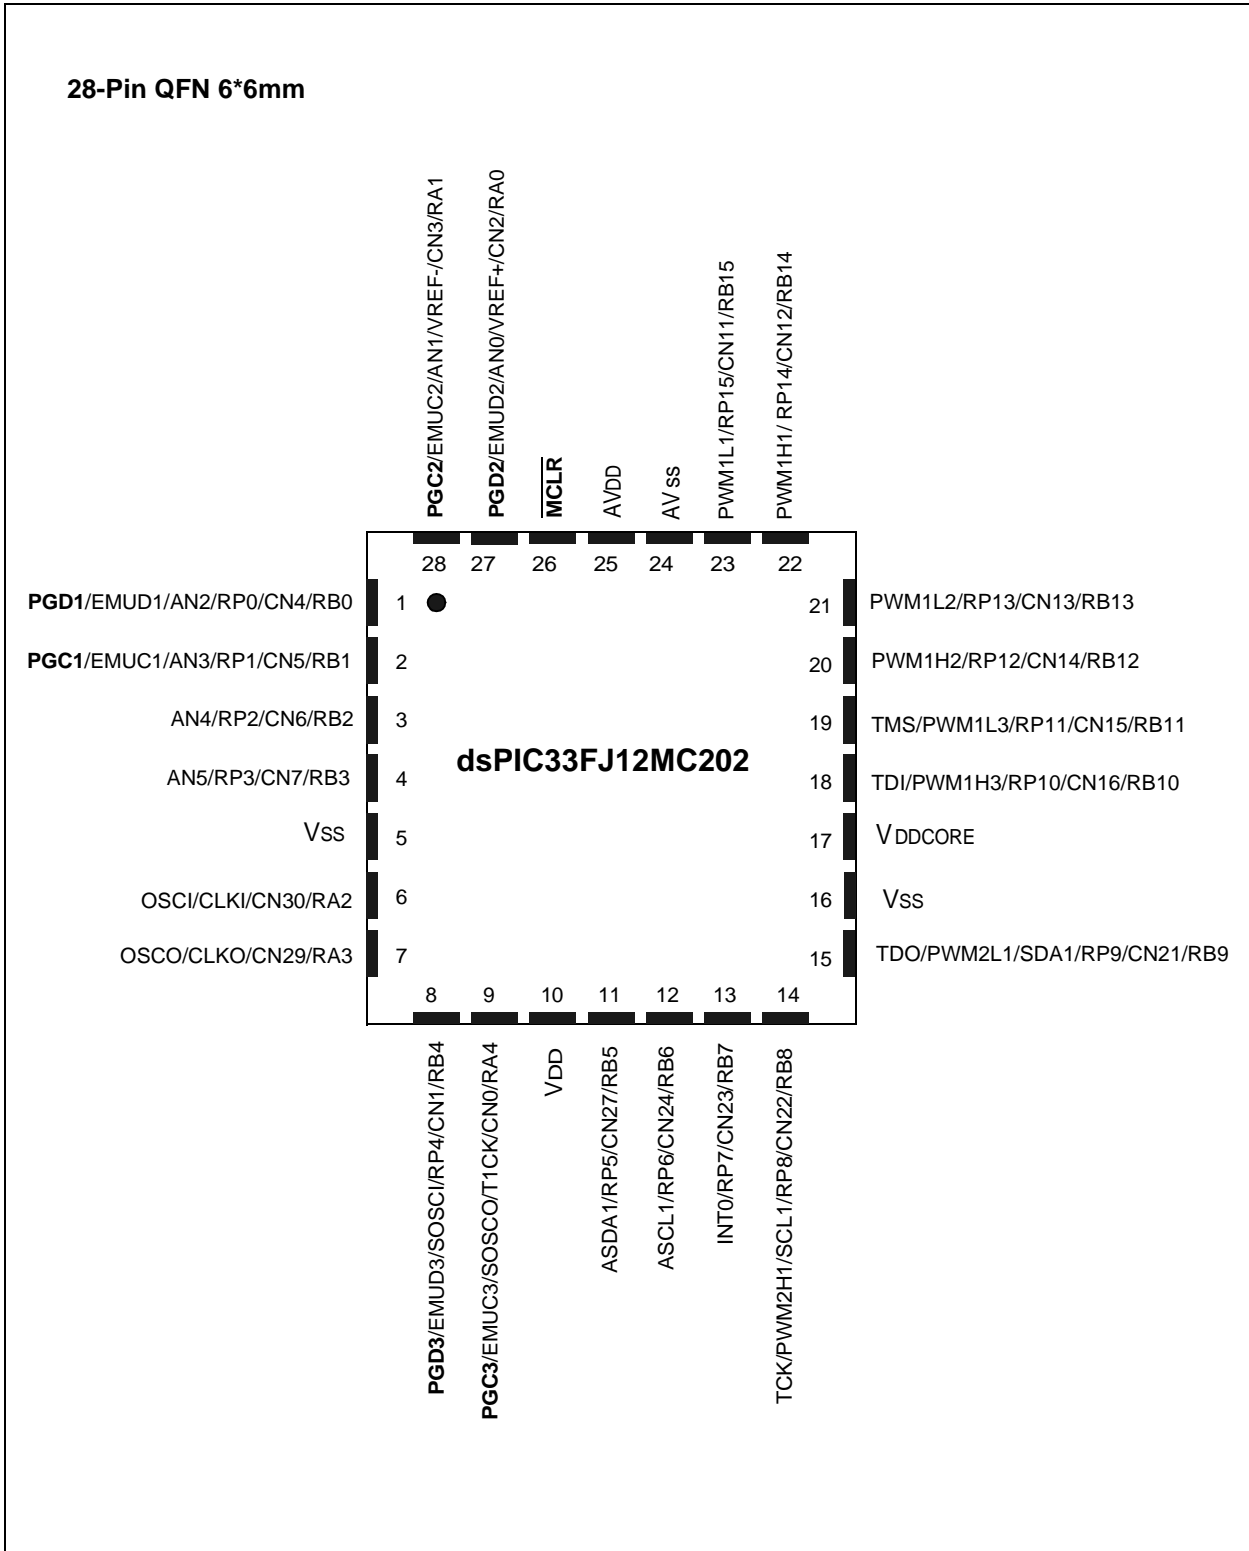 28-Pin QFN 6*6mm
PGC2/EMUC2/AN1/VREF-/CN3/RA1
PGD2/EMUD2/AN0/VREF+/CN2/RA0
MCLR
AVDD
AVss
PWM1L1/RP15/CN11/RB15
PWM1H1/ RP14/CN12/RB14
28 27 26 25 24 23 22
PGD1/EMUD1/AN2/RP0/CN4/RB0 1
PGC1/EMUC1/AN3/RP1/CN5/RB1 2
AN4/RP2/CN6/RB2 3
AN5/RP3/CN7/RB3 4
VSS 5
OSCI/CLKI/CN30/RA2 6
OSCO/CLKO/CN29/RA3 7
dsPIC33FJ12MC202
21 PWM1L2/RP13/CN13/RB13
20 PWM1H2/RP12/CN14/RB12
19 TMS/PWM1L3/RP11/CN15/RB11
18 TDI/PWM1H3/RP10/CN16/RB10
17 VDDCORE
16 VSS
15 TDO/PWM2L1/SDA1/RP9/CN21/RB9
8 9 10 11 12 13 14
PGD3/EMUD3/SOSCI/RP4/CN1/RB4
PGC3/EMUC3/SOSCO/T1CK/CN0/RA4
VDD
ASDA1/RP5/CN27/RB5
ASCL1/RP6/CN24/RB6
INT0/RP7/CN23/RB7
TCK/PWM2H1/SCL1/RP8/CN22/RB8